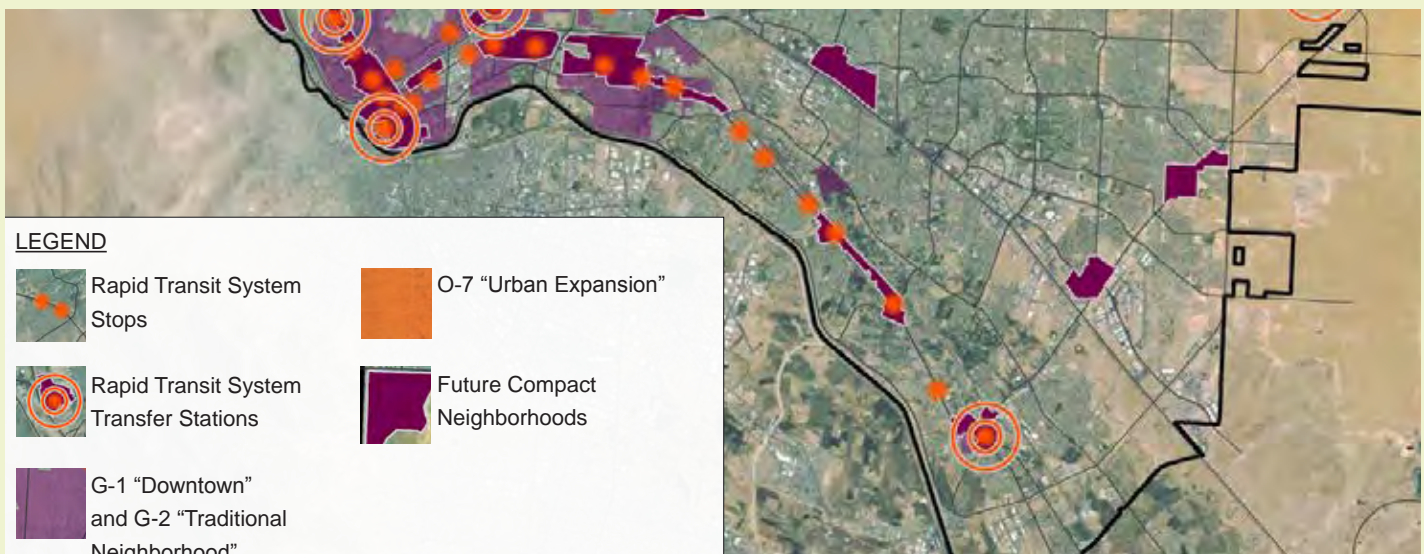 LEGEND
Rapid Transit System
Stops
Rapid Transit System
Transfer Stations
G-1 “Downtown”
and G-2 “Traditional
Neighborhood”
O-7 “Urban Expansion”
Future Compact
Neighborhoods